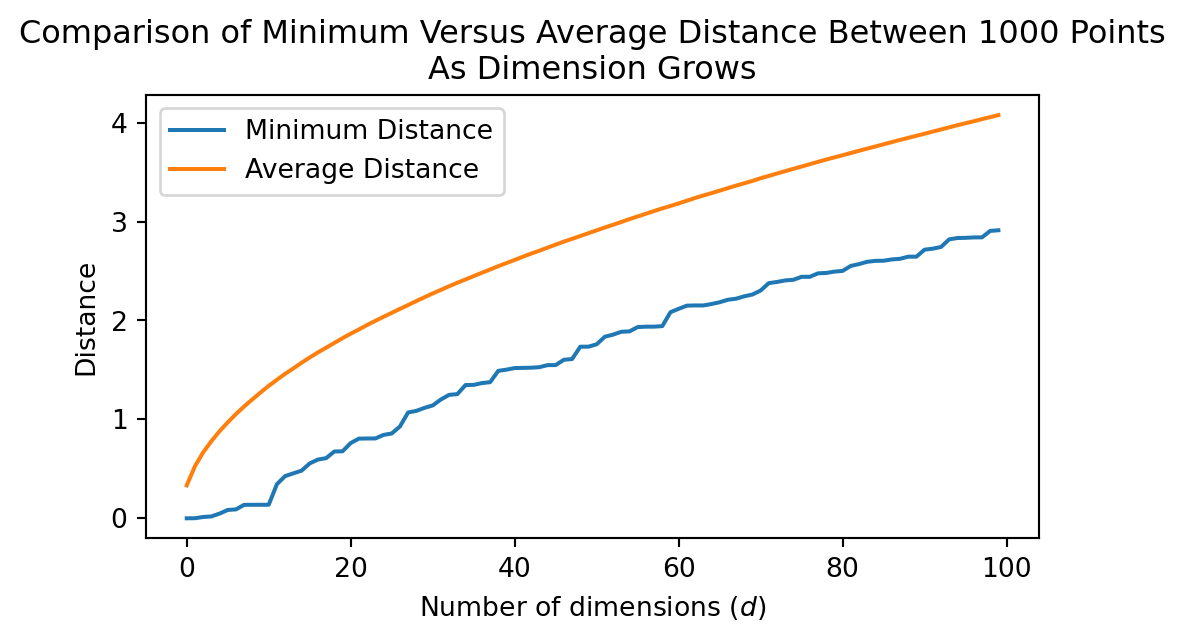 Comparison of Minimum Versus Average Distance Between 1000 Points
As Dimension Grows
Minimum Distance
Average Distance
Distance
4
3
2
1
0
0 20 40 60 80 100
Number of dimensions (d)